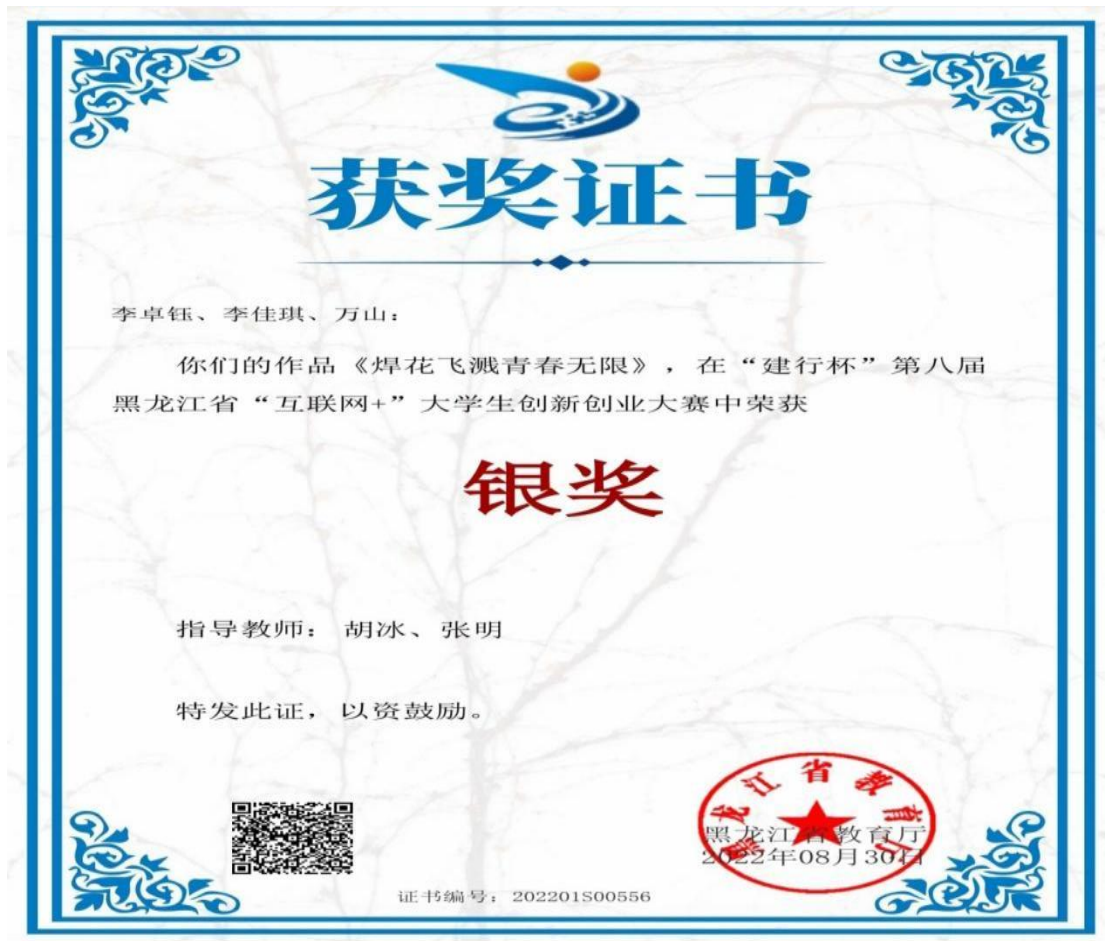 获奖证书
李卓钰、李佳琪、万山：
你们的作品《焊花飞溅青春无限》，在“建行杯”第八届
黑龙江省“互联网+”大学生创新创业大赛中荣获
银奖
指导教师： 胡冰、张明
特发此证，以资鼓励。
黑龙江省教育厅
黑龙江省教育厅
2022年08月30日
证书编号：202201S00556